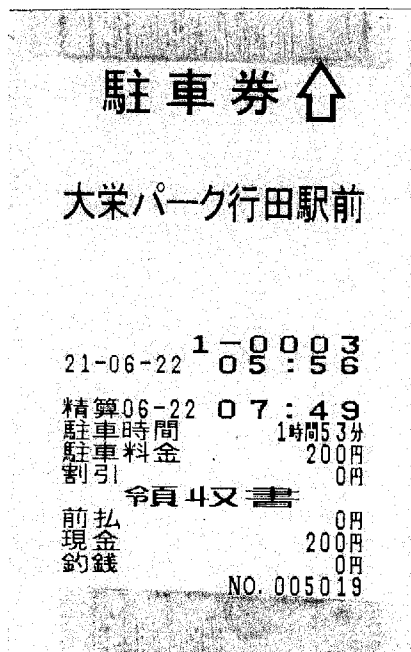 駐車券⇧
大栄パーク行田駅前
1-0003
21-06-22 05:56
精算06-22 07:49
駐車時間 1時間53分
駐車料金 200円
割引 0円
領収書
前払 0円
現金 200円
釣銭 0円
NO.005019